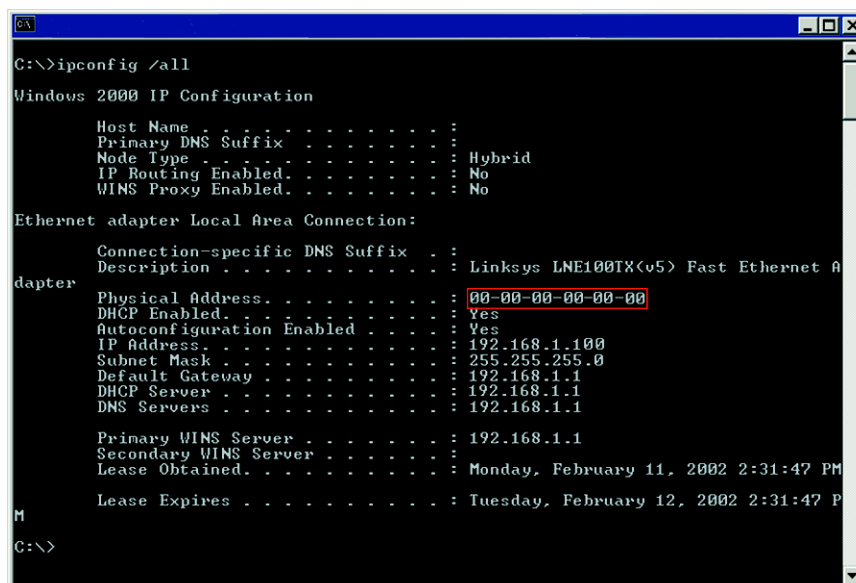 C:\>ipconfig /all
Windows 2000 IP Configuration
Host Name . . . . . . . . . . . . :
Primary DNS Suffix . . . . . . . :
Node Type . . . . . . . . . . . . : Hybrid
IP Routing Enabled. . . . . . . . : No
WINS Proxy Enabled. . . . . . . . : No
Ethernet adapter Local Area Connection:
Connection-specific DNS Suffix . :
Description . . . . . . . . . . . : Linksys LNE100TX(v5) Fast Ethernet A
dapter
Physical Address. . . . . . . . . : 00-00-00-00-00-00
DHCP Enabled. . . . . . . . . . . : Yes
Autoconfiguration Enabled . . . . : Yes
IP Address. . . . . . . . . . . . : 192.168.1.100
Subnet Mask . . . . . . . . . . . : 255.255.255.0
Default Gateway . . . . . . . . . : 192.168.1.1
DHCP Server . . . . . . . . . . . : 192.168.1.1
DNS Servers . . . . . . . . . . . : 192.168.1.1
Primary WINS Server . . . . . . . : 192.168.1.1
Secondary WINS Server . . . . . . :
Lease Obtained. . . . . . . . . . : Monday, February 11, 2002 2:31:47 PM
Lease Expires . . . . . . . . . . : Tuesday, February 12, 2002 2:31:47 P
M
C:\>